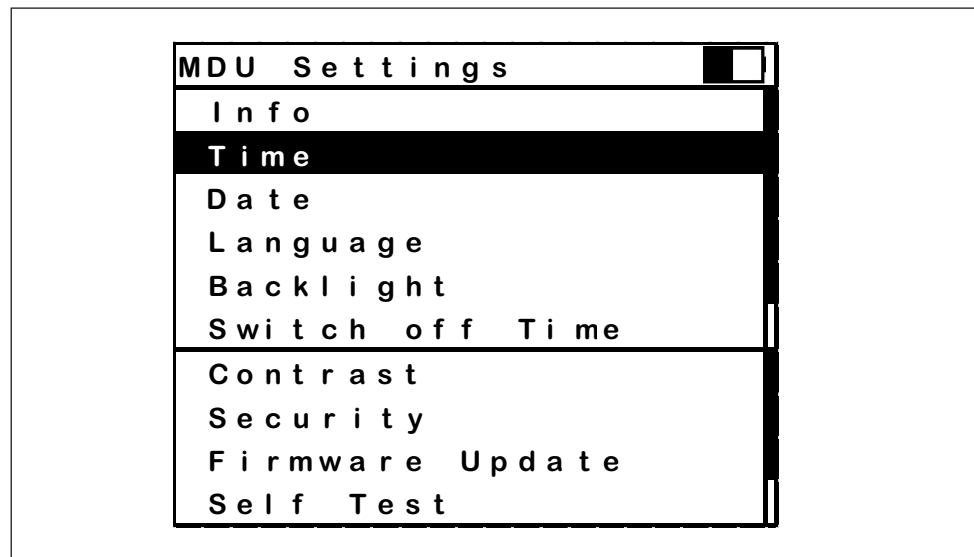 MDU Settings
Info
Time
Date
Language
Backlight
Switch off Time
Contrast
Security
Firmware Update
Self Test